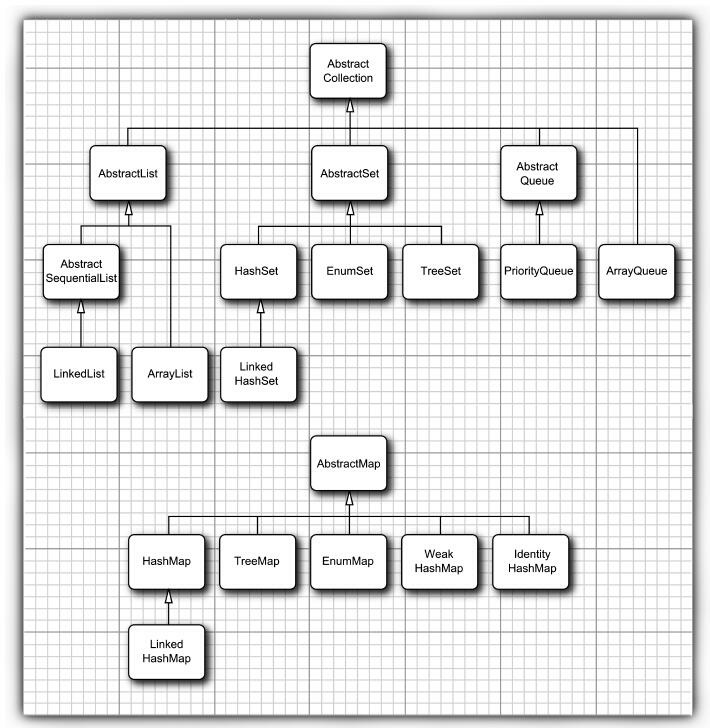 Abstract
Collection
AbstractList
AbstractSet
Abstract
Queue
Abstract
SequentialList
HashSet
EnumSet
TreeSet
PriorityQueue
ArrayQueue
LinkedList
ArrayList
Linked
HashSet
AbstractMap
HashMap
TreeMap
EnumMap
Weak
HashMap
Identity
HashMap
Linked
HashMap